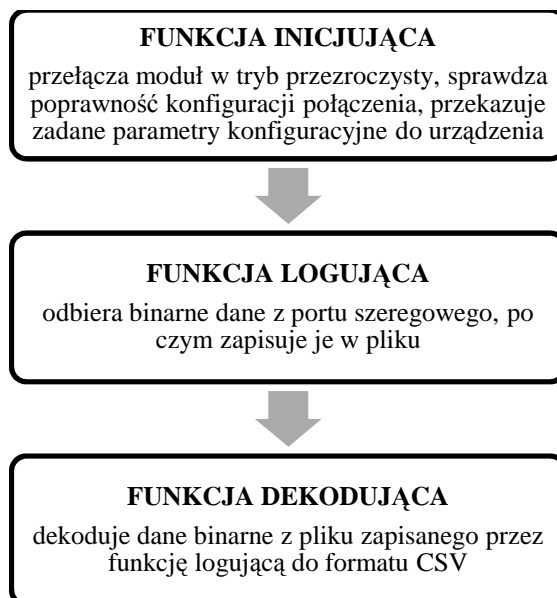 FUNKCJA INICJUJĄCA
przełącza moduł w tryb przezroczysty, sprawdza
poprawność konfiguracji połączenia, przekazuje
zadane parametry konfiguracyjne do urządzenia
FUNKCJA LOGUJĄCA
odbiera binarne dane z portu szeregowego, po
czym zapisuje je w pliku
FUNKCJA DEKODUJĄCA
dekoduje dane binarne z pliku zapisanego przez
funkcję logującą do formatu CSV